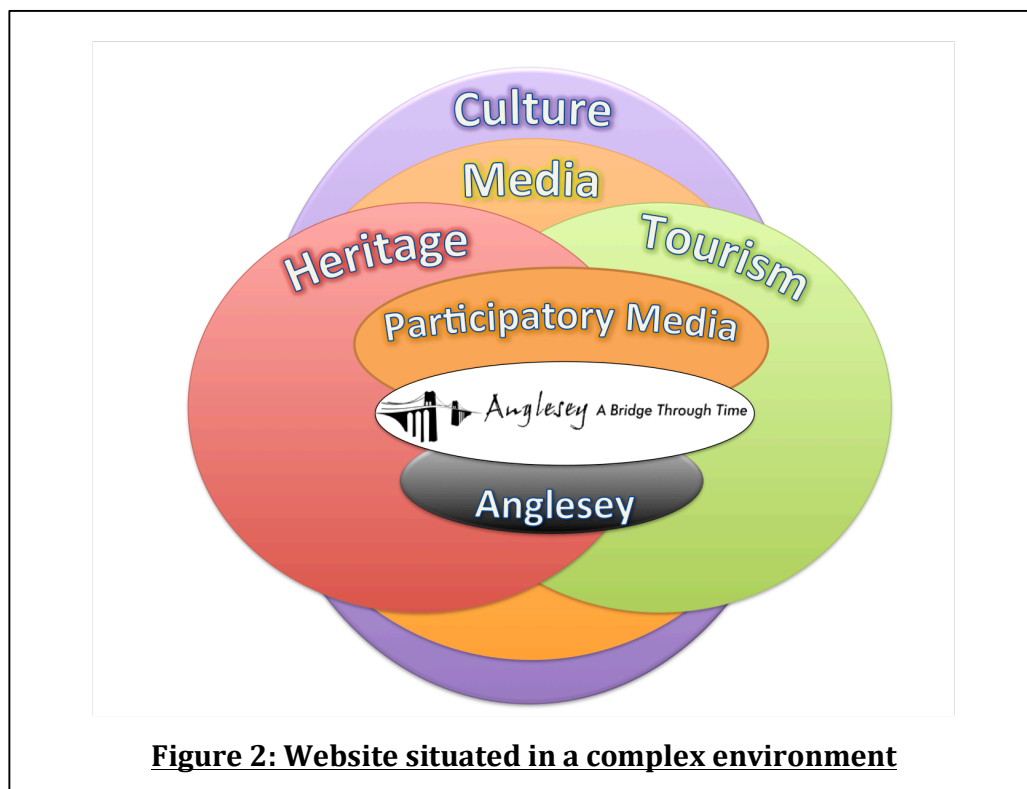 Culture
Media
Heritage
Tourism
Participatory Media
Anglesey A Bridge Through Time
Anglesey
Figure 2: Website situated in a complex environment